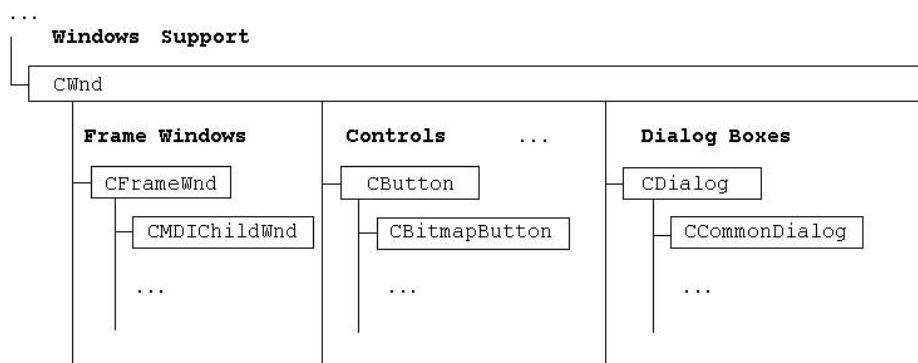 ...
Windows Support
CWnd
Frame Windows Controls ... Dialog Boxes
CFrameWnd CButton CDialog
CMDIChildWnd CBitmapButton CCommonDialog
... ... ...